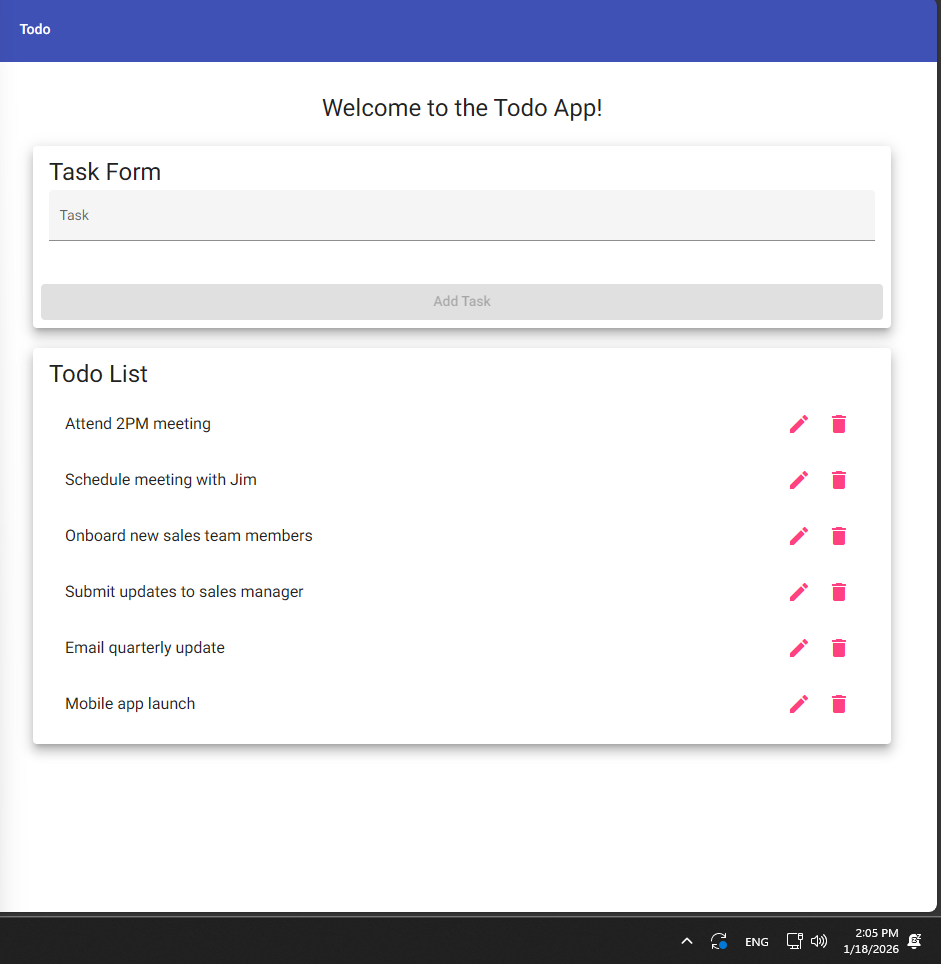 Todo
Welcome to the Todo App!
Task Form
Task
Add Task
Todo List
Attend 2PM meeting
Schedule meeting with Jim
Onboard new sales team members
Submit updates to sales manager
Email quarterly update
Mobile app launch
ENG
2:05 PM
1/18/2026